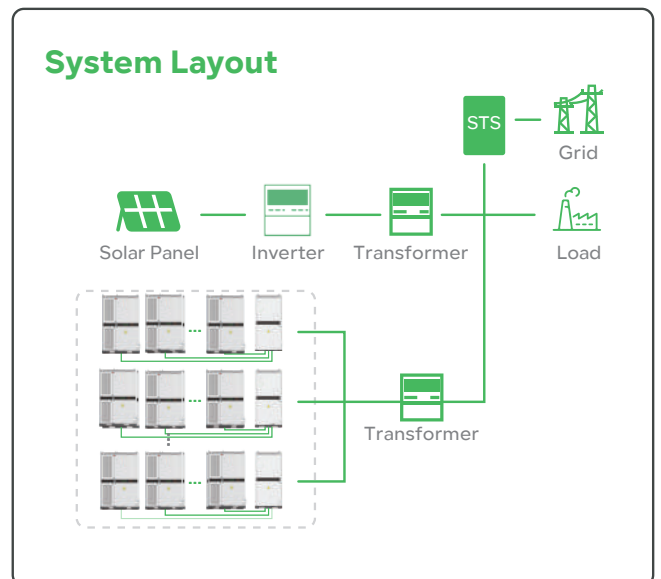 System Layout
STS
Grid
Solar Panel
Inverter
Transformer
Load
Transformer